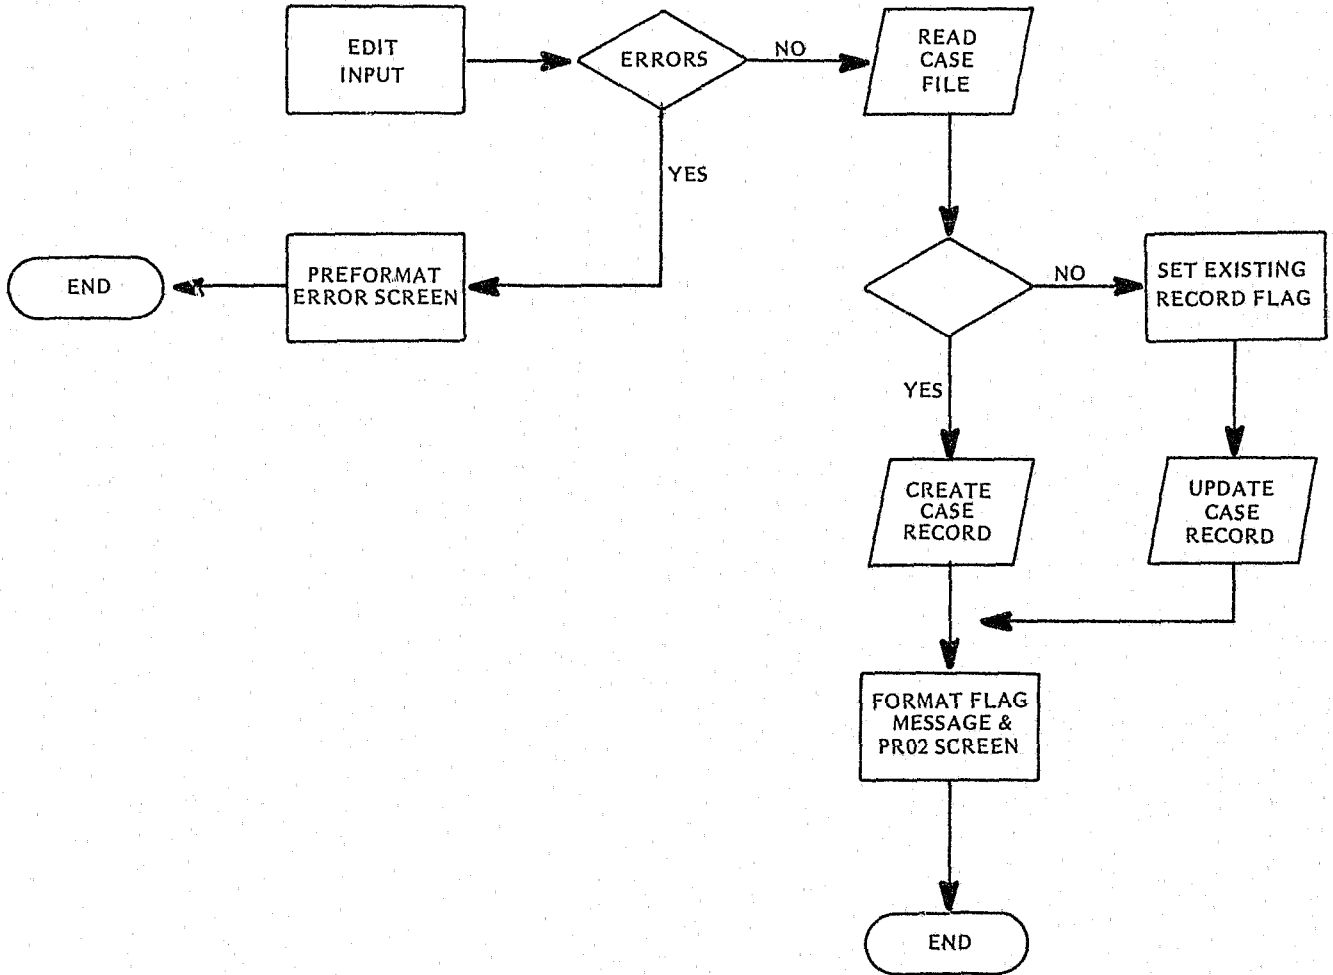 EDIT
INPUT
ERRORS
NO
READ
CASE
FILE
YES
END
PREFORMAT
ERROR SCREEN
NO
SET EXISTING
RECORD FLAG
YES
CREATE
CASE
RECORD
UPDATE
CASE
RECORD
FORMAT FLAG
MESSAGE &
PR02 SCREEN
END